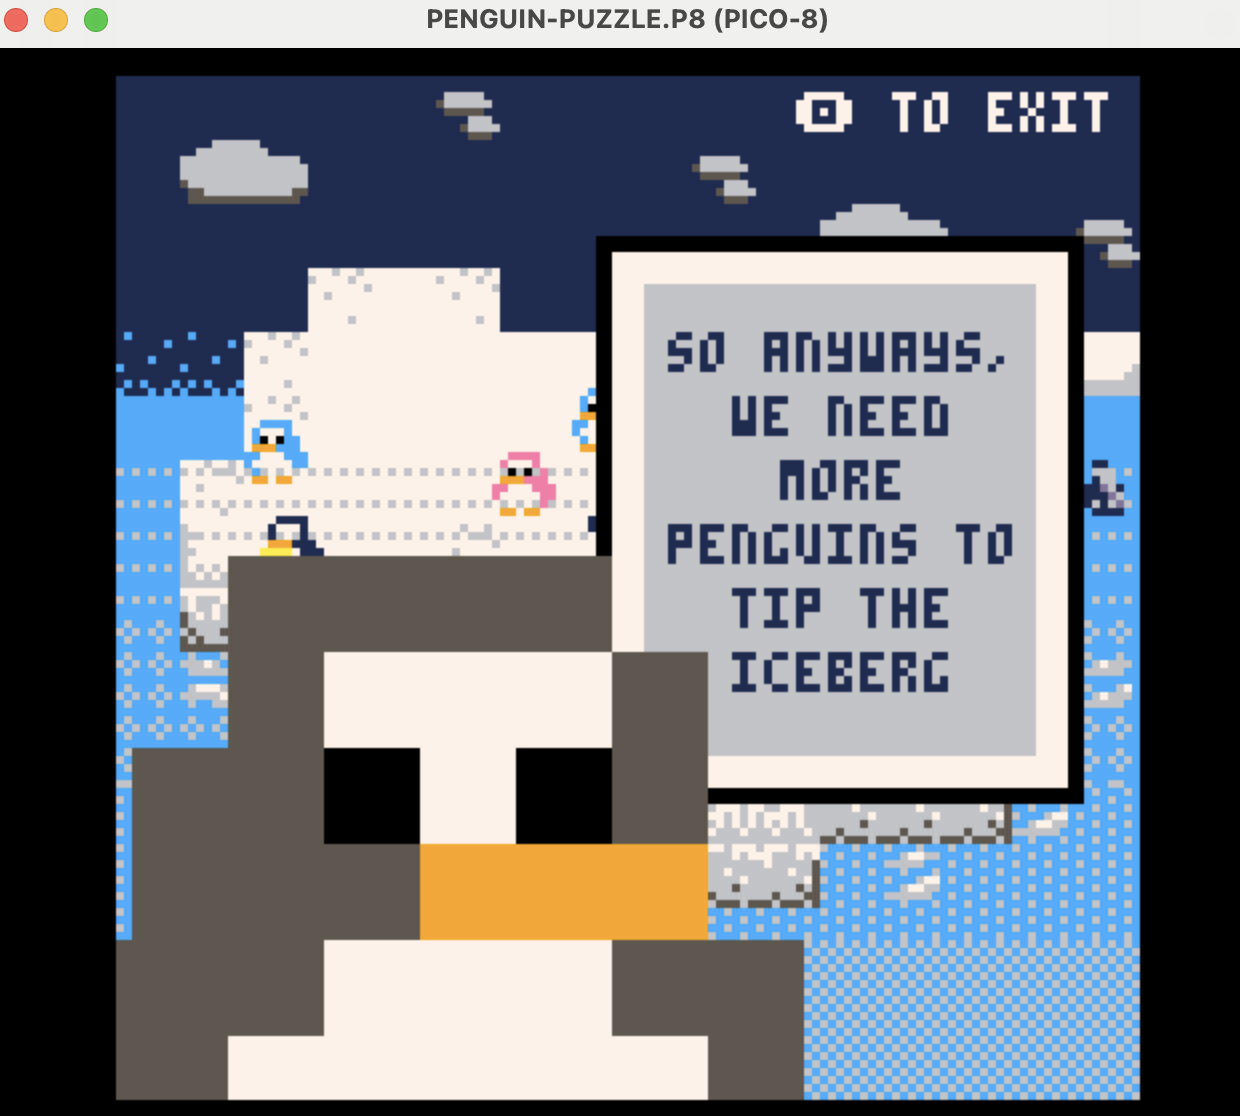 PENGUIN-PUZZLE.P8 (PICO-8)
🅾️ TO EXIT
SO ANYWAYS,
WE NEED
MORE
PENGUINS TO
TIP THE
ICEBERG